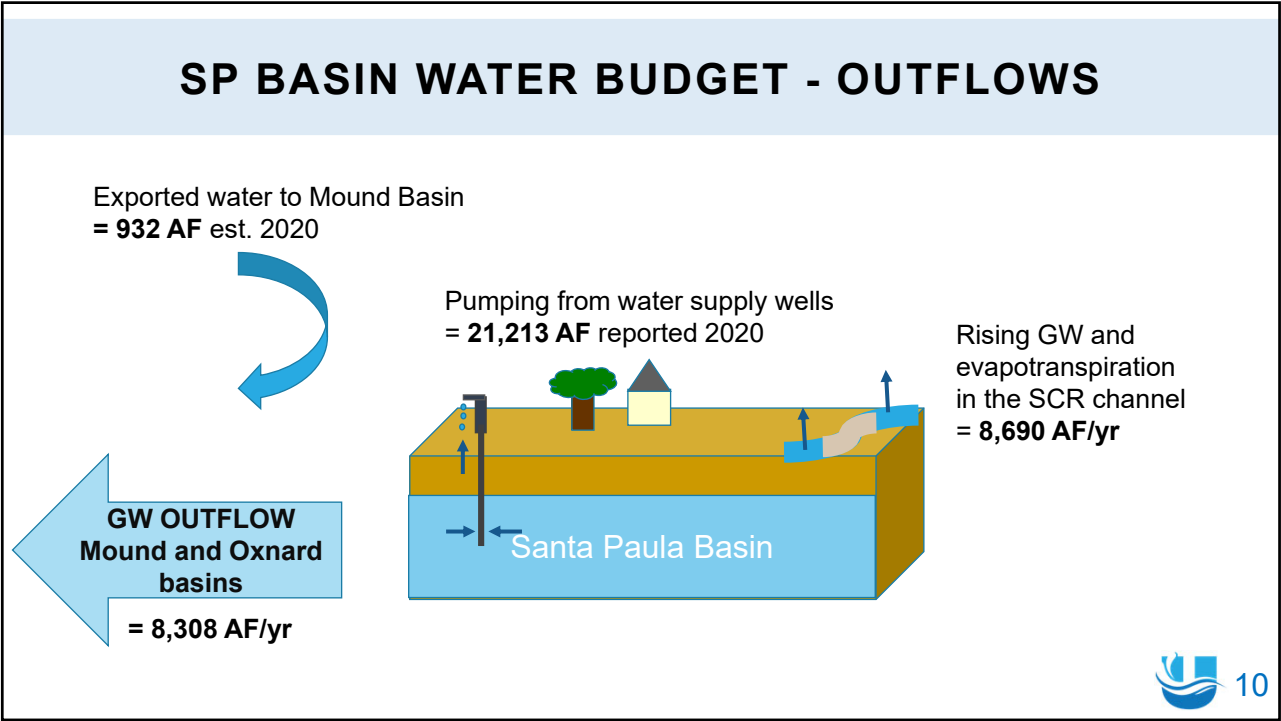 SP BASIN WATER BUDGET - OUTFLOWS
Exported water to Mound Basin
= 932 AF est. 2020
Pumping from water supply wells
= 21,213 AF reported 2020
Rising GW and
evapotranspiration
in the SCR channel
= 8,690 AF/yr
GW OUTFLOW
Mound and Oxnard
basins
= 8,308 AF/yr
Santa Paula Basin
10